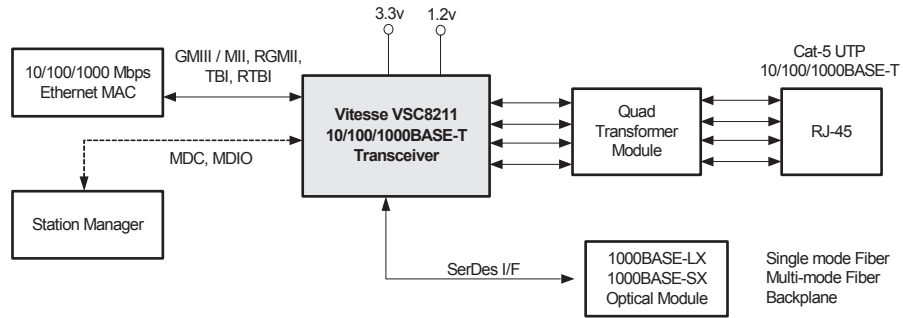 3.3v
1.2v
GMIII / MII, RGMII,
TBI, RTBI
10/100/1000 Mbps
Ethernet MAC
Vitesse VSC8211
10/100/1000BASE-T
Transceiver
Quad
Transformer
Module
Cat-5 UTP
10/100/1000BASE-T
RJ-45
MDC, MDIO
Station Manager
SerDes I/F
1000BASE-LX
1000BASE-SX
Optical Module
Single mode Fiber
Multi-mode Fiber
Backplane